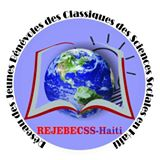 Réseau des Jeunes Bénévoles des Classiques des Sciences Sociales en Haïti
REJEBECSS-Haïti